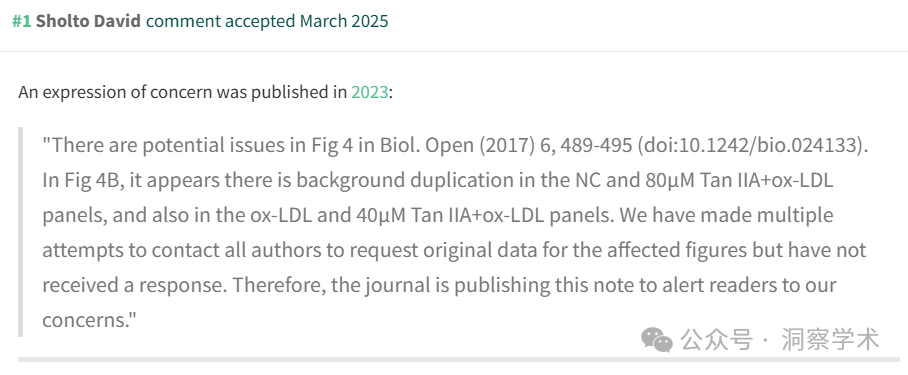 #1 Sholto David comment accepted March 2025
An expression of concern was published in 2023:
"There are potential issues in Fig 4 in Biol. Open (2017) 6, 489-495 (doi:10.1242/bio.024133).
In Fig 4B, it appears there is background duplication in the NC and 80μM Tan IIA+ox-LDL
panels, and also in the ox-LDL and 40μM Tan IIA+ox-LDL panels. We have made multiple
attempts to contact all authors to request original data for the affected figures but have not
received a response. Therefore, the journal is publishing this note to alert readers to our
concerns."
公众号 · 洞察学术